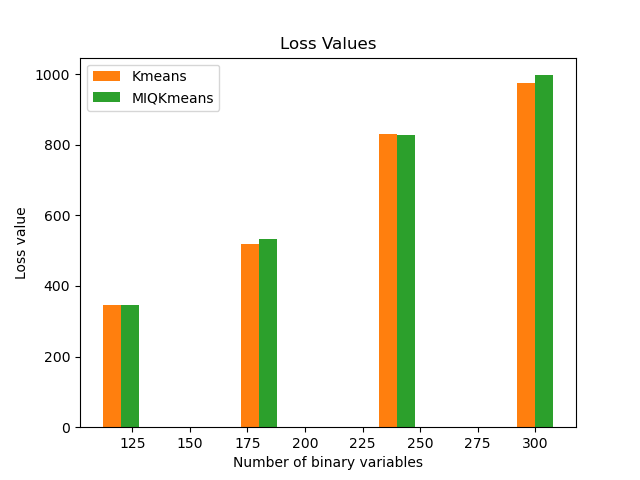 Loss Values
Kmeans
MIQKmeans
1000
800
600
400
200
0
Loss value
125 150 175 200 225 250 275 300
Number of binary variables